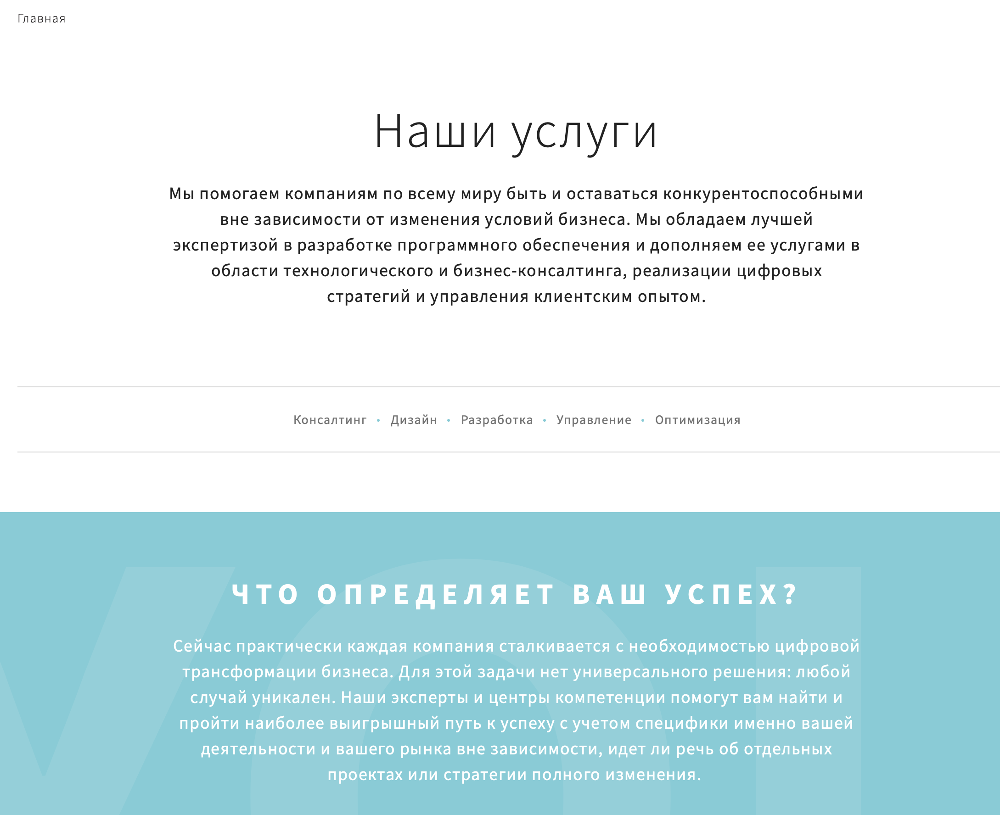 Главная
Наши услуги
Мы помогаем компаниям по всему миру быть и оставаться конкурентоспособными
вне зависимости от изменения условий бизнеса. Мы обладаем лучшей
экспертизой в разработке программного обеспечения и дополняем ее услугами в
области технологического и бизнес-консалтинга, реализации цифровых
стратегий и управления клиентским опытом.
Консалтинг • Дизайн • Разработка • Управление • Оптимизация
ЧТО ОПРЕДЕЛЯЕТ ВАШ УСПЕХ?
Сейчас практически каждая компания сталкивается с необходимостью цифровой
трансформации бизнеса. Для этой задачи нет универсального решения: любой
случай уникален. Наши эксперты и центры компетенции помогут вам найти и
пройти наиболее выигрышный путь к успеху с учетом специфики именно вашей
деятельности и вашего рынка вне зависимости, идет ли речь об отдельных
проектах или стратегии полного изменения.